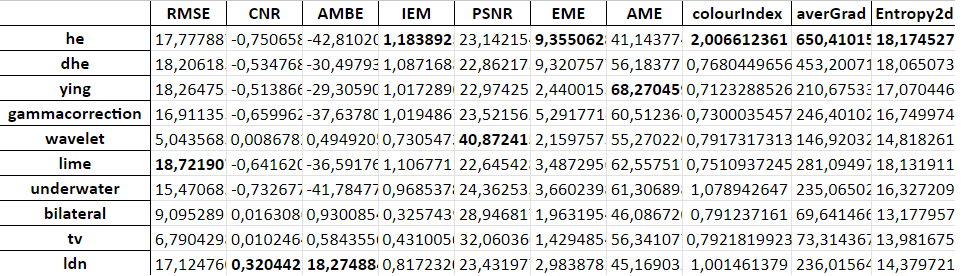 RMSE CNR AMBE IEM PSNR EME AME colourIndex averGrad Entropy2d
he 17,777887 -0,750658 -42,81020 1,183892 23,142154 9,355062 41,143774 2,006612361 650,41015 18,174527
dhe 18,20618 -0,534768 -30,49793 1,087168 22,86217 9,320757 56,18377 0,7680449656 453,20071 18,065073
ying 18,26475 -0,513866 -29,30590 1,017289 22,97425 2,440015 68,270459 0,7123288526 210,67533 17,070446
gammacorrection 16,91135 -0,659962 -37,63780 1,019486 23,52156 5,291771 60,512364 0,7300035457 246,40102 16,749974
wavelet 5,043568 0,008678 0,494920 0,730547 40,87241 2,159757 55,27022 0,7917317313 146,92032 14,818261
lime 18,72190 -0,641620 -36,59176 1,106771 22,645428 3,487295 62,557517 0,7510937245 281,09497 18,131911
underwater 15,47068 -0,732677 -41,78477 0,968537 24,36253 3,660239 61,306898 1,078942647 235,06502 16,327209
bilateral 9,095289 0,016308 0,930085 0,325743 28,94681 1,963195 46,086726 0,791237161 69,641466 13,177957
tv 6,790429 0,010246 0,584355 0,431005 32,06036 1,429485 56,34107 0,7921819923 73,314367 13,981675
ldn 17,12476 0,320442 18,27488 0,817232 23,43197 2,983878 45,16903 1,001461379 236,01564 14,379721